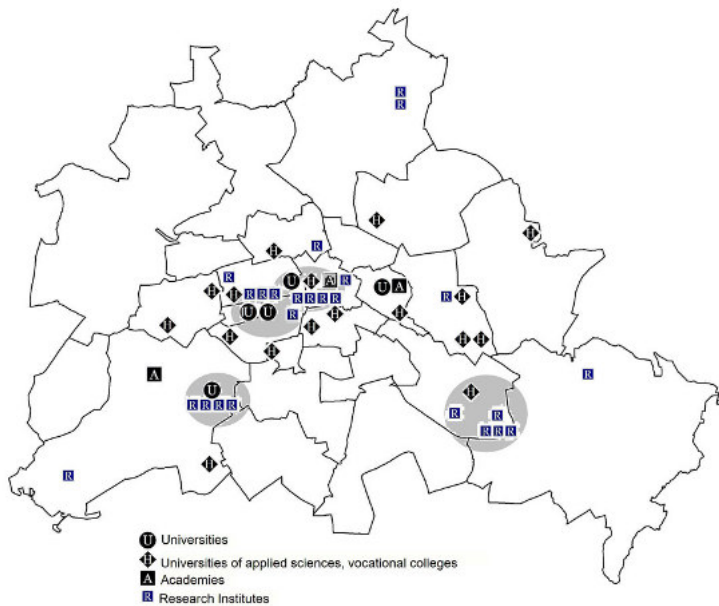 R
R
H
H
H
R
R
U
H
A
R
U
A
H
H
R
R
R
R
R
R
R
R
H
U
U
R
H
H
H
H
H
H
H
H
R
A
U
H
R
R
R
R
R
R
R
R
R
H
R
U Universities
H Universities of applied sciences, vocational colleges
A Academies
R Research Institutes